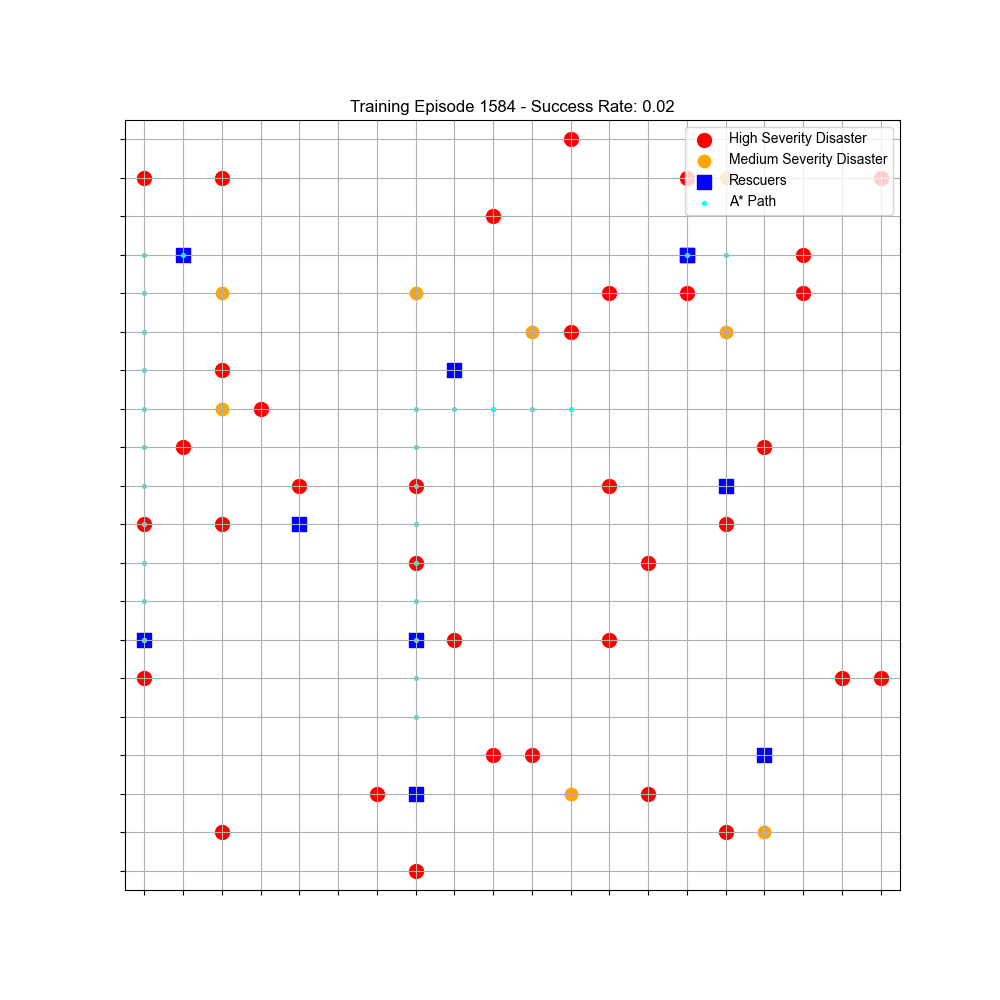 Training Episode 1584 - Success Rate: 0.02
High Severity Disaster
Medium Severity Disaster
Rescuers
A* Path